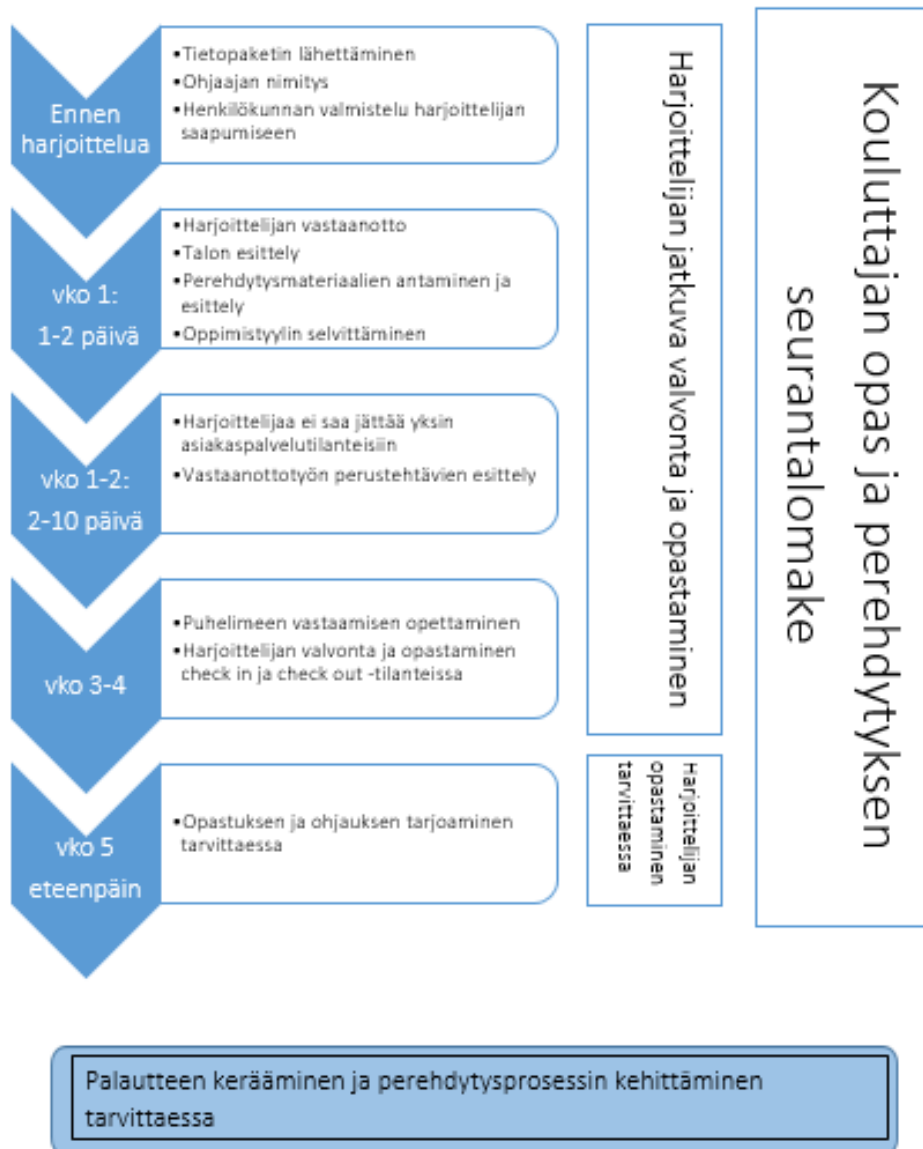 Ennen
harjoittelua
•Tietopaketin lähettäminen
•Ohjaajan nimitys
•Henkilökunnan valmistelu harjoittelijan
saapumiseen
vko 1:
1-2 päivä
•Harjoittelijan vastaanotto
•Talon esittely
•Perehdytysmateriaalien antaminen ja
esittely
•Oppimistyylin selvittäminen
vko 1-2:
2-10 päivä
•Harjoittelijaa ei saa jättää yksin
asiakaspalvelutilanteisiin
•Vastaanottotyön perustehtävien esittely
vko 3-4
•Puhelimeen vastaamisen opettaminen
•Harjoittelijan valvonta ja opastaminen
check in ja check out -tilanteissa
vko 5
eteenpäin
•Opastuksen ja ohjauksen tarjoaminen
tarvittaessa
Harjoittelijan jatkuva valvonta ja opastaminen
Harjoittelijan
opastaminen
tarvittaessa
Kouluttajan opas ja perehdytyksen
seurantalomake
Palautteen kerääminen ja perehdytysprosessin kehittäminen
tarvittaessa